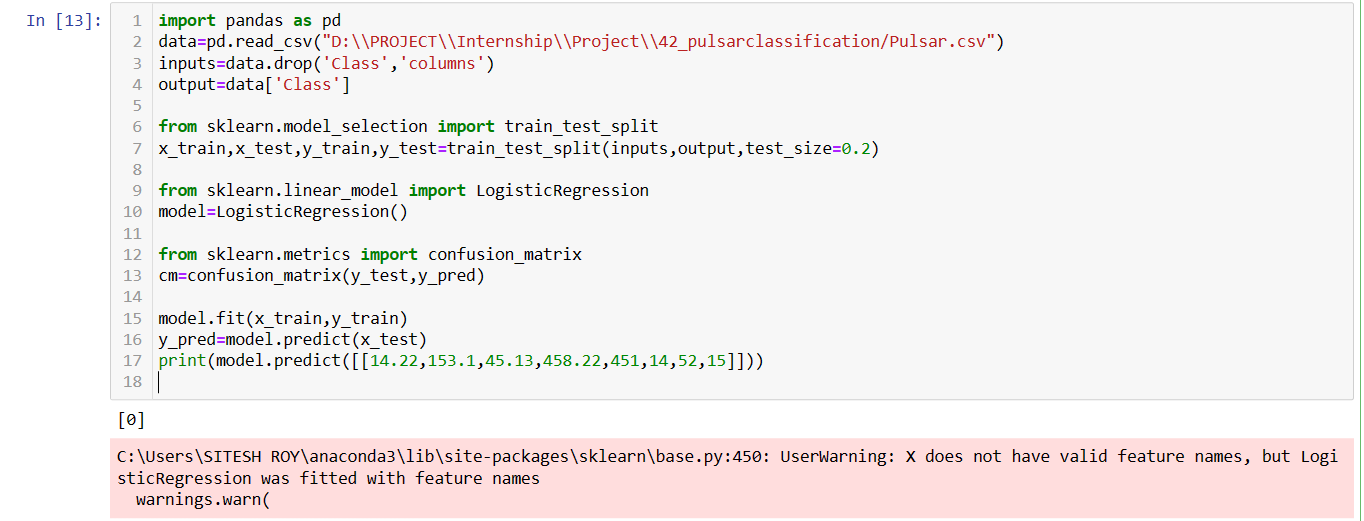 In [13]:
1 import pandas as pd
2 data=pd.read_csv("D:\\PROJECT\\Internship\\Project\\42_pulsarclassification/Pulsar.csv")
3 inputs=data.drop('Class','columns')
4 output=data['Class']
5
6 from sklearn.model_selection import train_test_split
7 x_train,x_test,y_train,y_test=train_test_split(inputs,output,test_size=0.2)
8
9 from sklearn.linear_model import LogisticRegression
10 model=LogisticRegression()
11
12 from sklearn.metrics import confusion_matrix
13 cm=confusion_matrix(y_test,y_pred)
14
15 model.fit(x_train,y_train)
16 y_pred=model.predict(x_test)
17 print(model.predict([[14.22,153.1,45.13,458.22,451,14,52,15]]))
18
[0]
C:\Users\SITESH ROY\anaconda3\lib\site-packages\sklearn\base.py:450: UserWarning: X does not have valid feature names, but Logi
sticRegression was fitted with feature names
  warnings.warn(